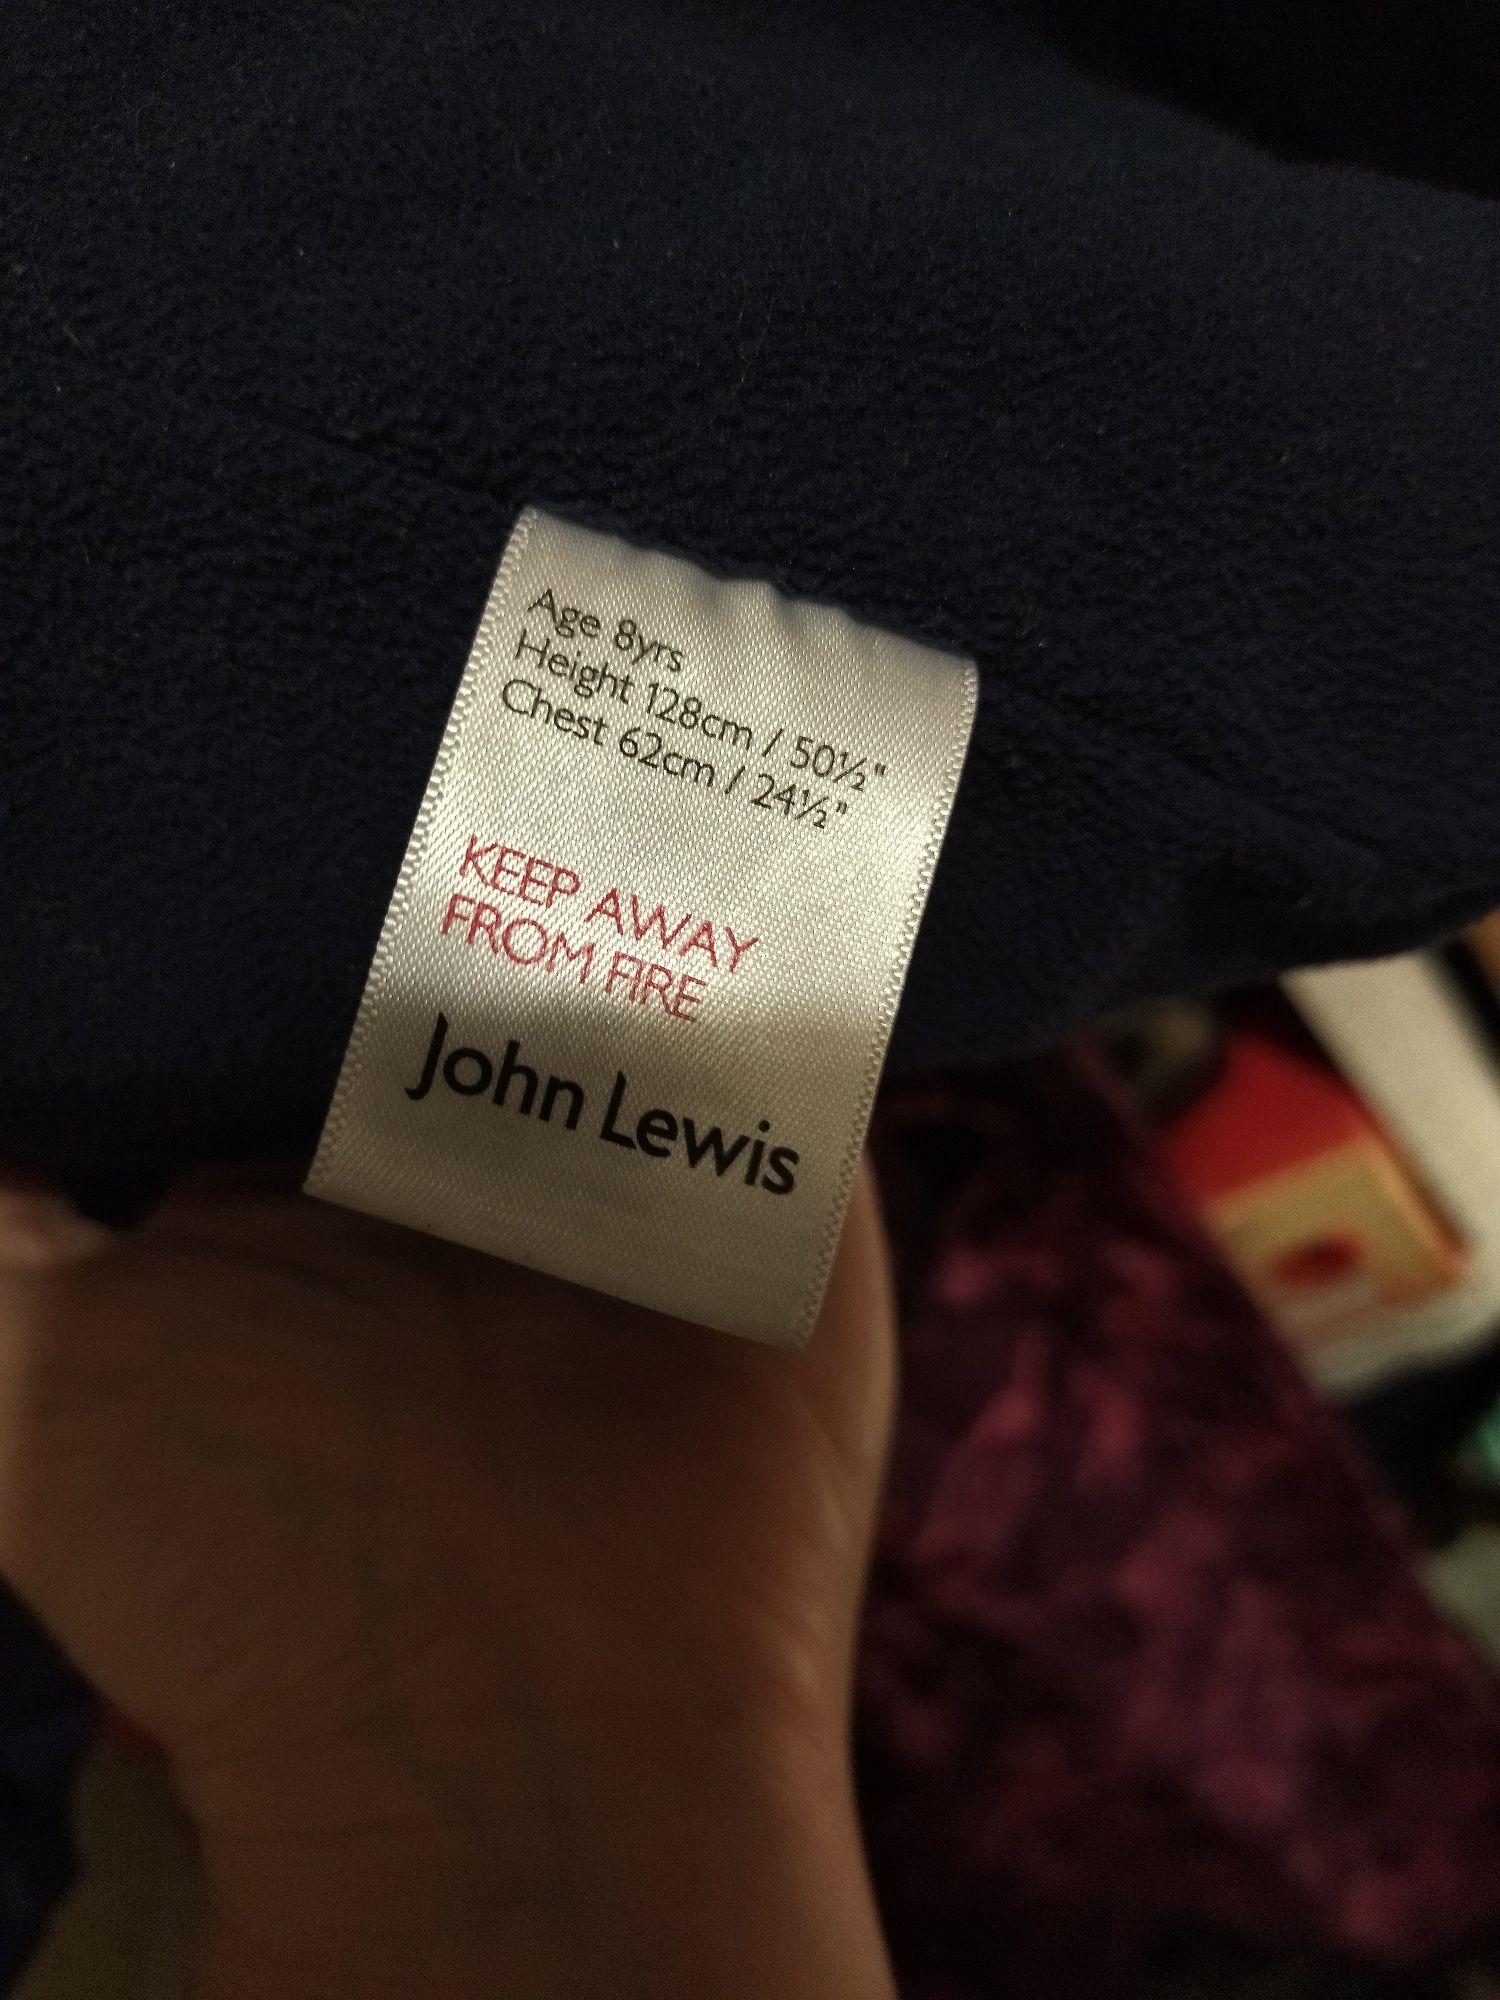 Age 8yrs
Height 128cm / 50½"
Chest 62cm / 24½"
KEEP AWAY
FROM FIRE
John Lewis